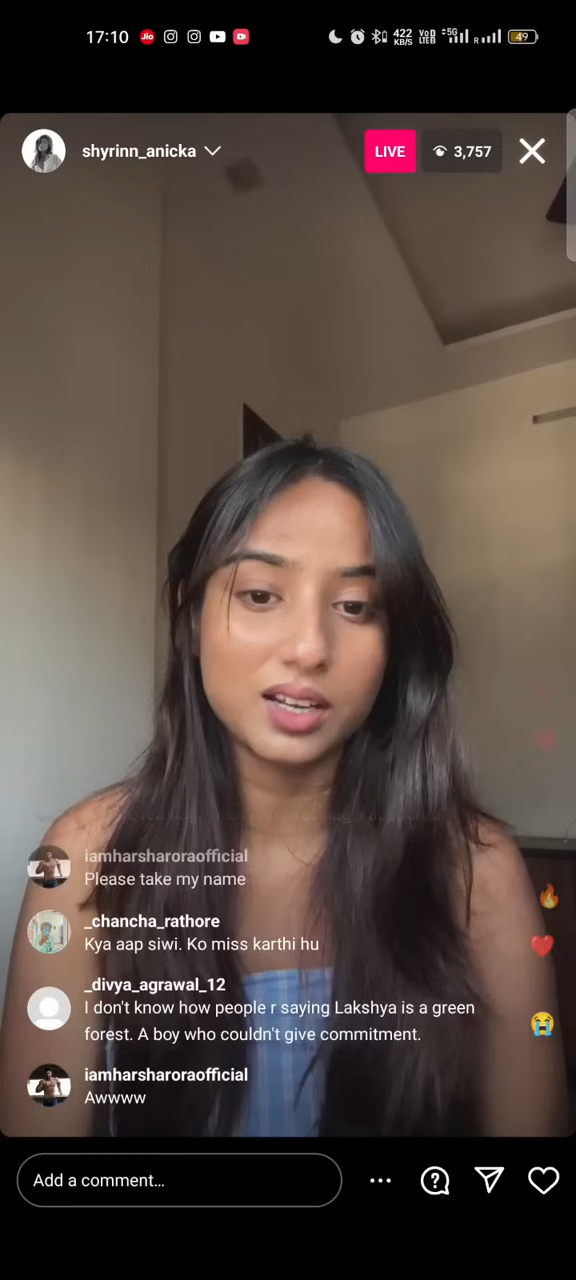 17:10 Jio 422 KB/S Vo LTE 5G R 49
shyrinn_anicka LIVE 3,757
iamharsharoraofficial
Please take my name
_chancha_rathore
Kya aap siwi. Ko miss karthi hu
_divya_agrawal_12
I don't know how people r saying Lakshya is a green
forest. A boy who couldn't give commitment.
iamharsharoraofficial
Awwww
Add a comment...